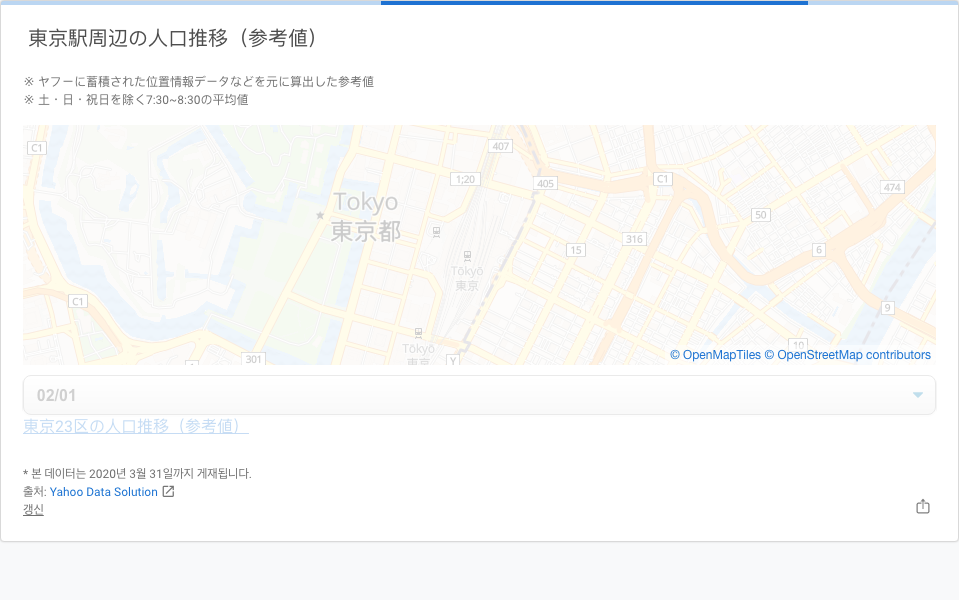 東京駅周辺の人口推移（参考値）
※ ヤフーに蓄積された位置情報データなどを元に算出した参考値
※ 土・日・祝日を除く7:30~8:30の平均値
C1
407
1;20
405
C1
474
Tokyo
東京都
50
316
15
6
Tōkyō
東京
C1
9
Tōkyō
東京
301
1
Y
10
© OpenMapTiles © OpenStreetMap contributors
02/01
東京23区の人口推移（参考値）
* 본 데이터는 2020년 3월 31일까지 게재됩니다.
출처: Yahoo Data Solution
갱신